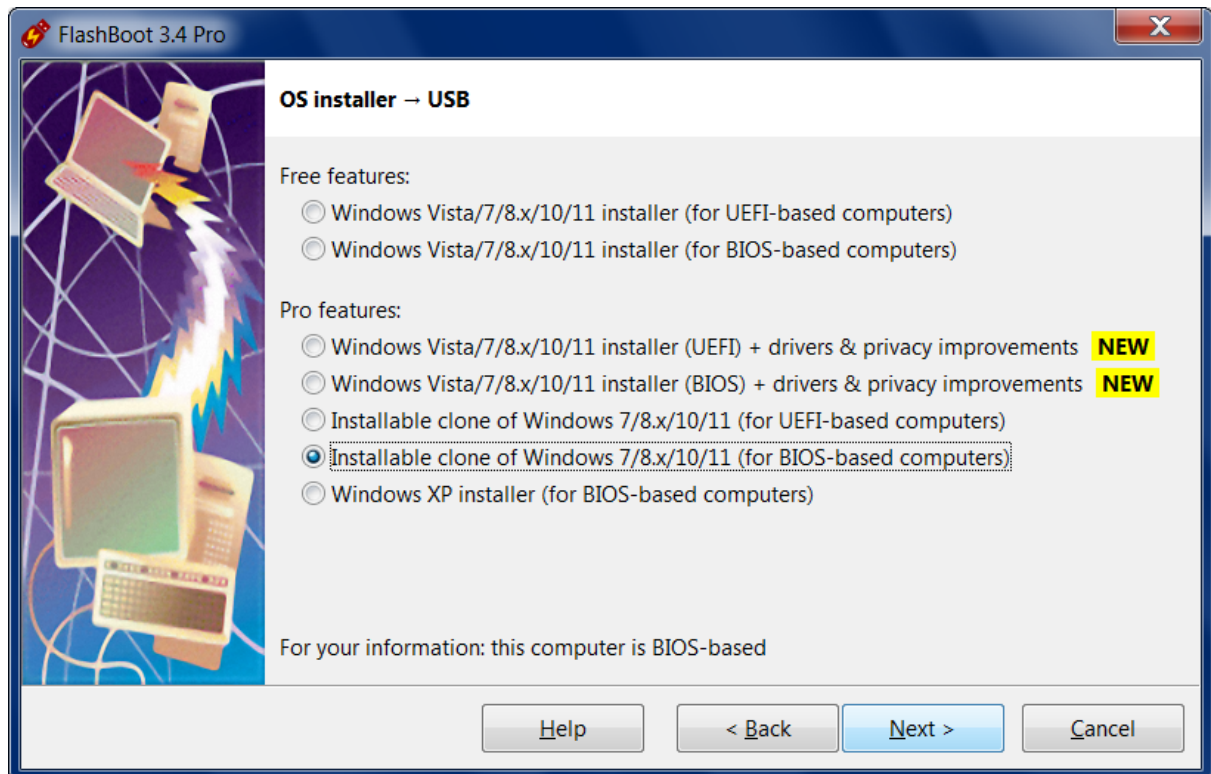 FlashBoot 3.4 Pro
OS installer → USB
Free features:
Windows Vista/7/8.x/10/11 installer (for UEFI-based computers)
Windows Vista/7/8.x/10/11 installer (for BIOS-based computers)
Pro features:
Windows Vista/7/8.x/10/11 installer (UEFI) + drivers & privacy improvements NEW
Windows Vista/7/8.x/10/11 installer (BIOS) + drivers & privacy improvements NEW
Installable clone of Windows 7/8.x/10/11 (for UEFI-based computers)
Installable clone of Windows 7/8.x/10/11 (for BIOS-based computers)
Windows XP installer (for BIOS-based computers)
For your information: this computer is BIOS-based
Help < Back Next > Cancel